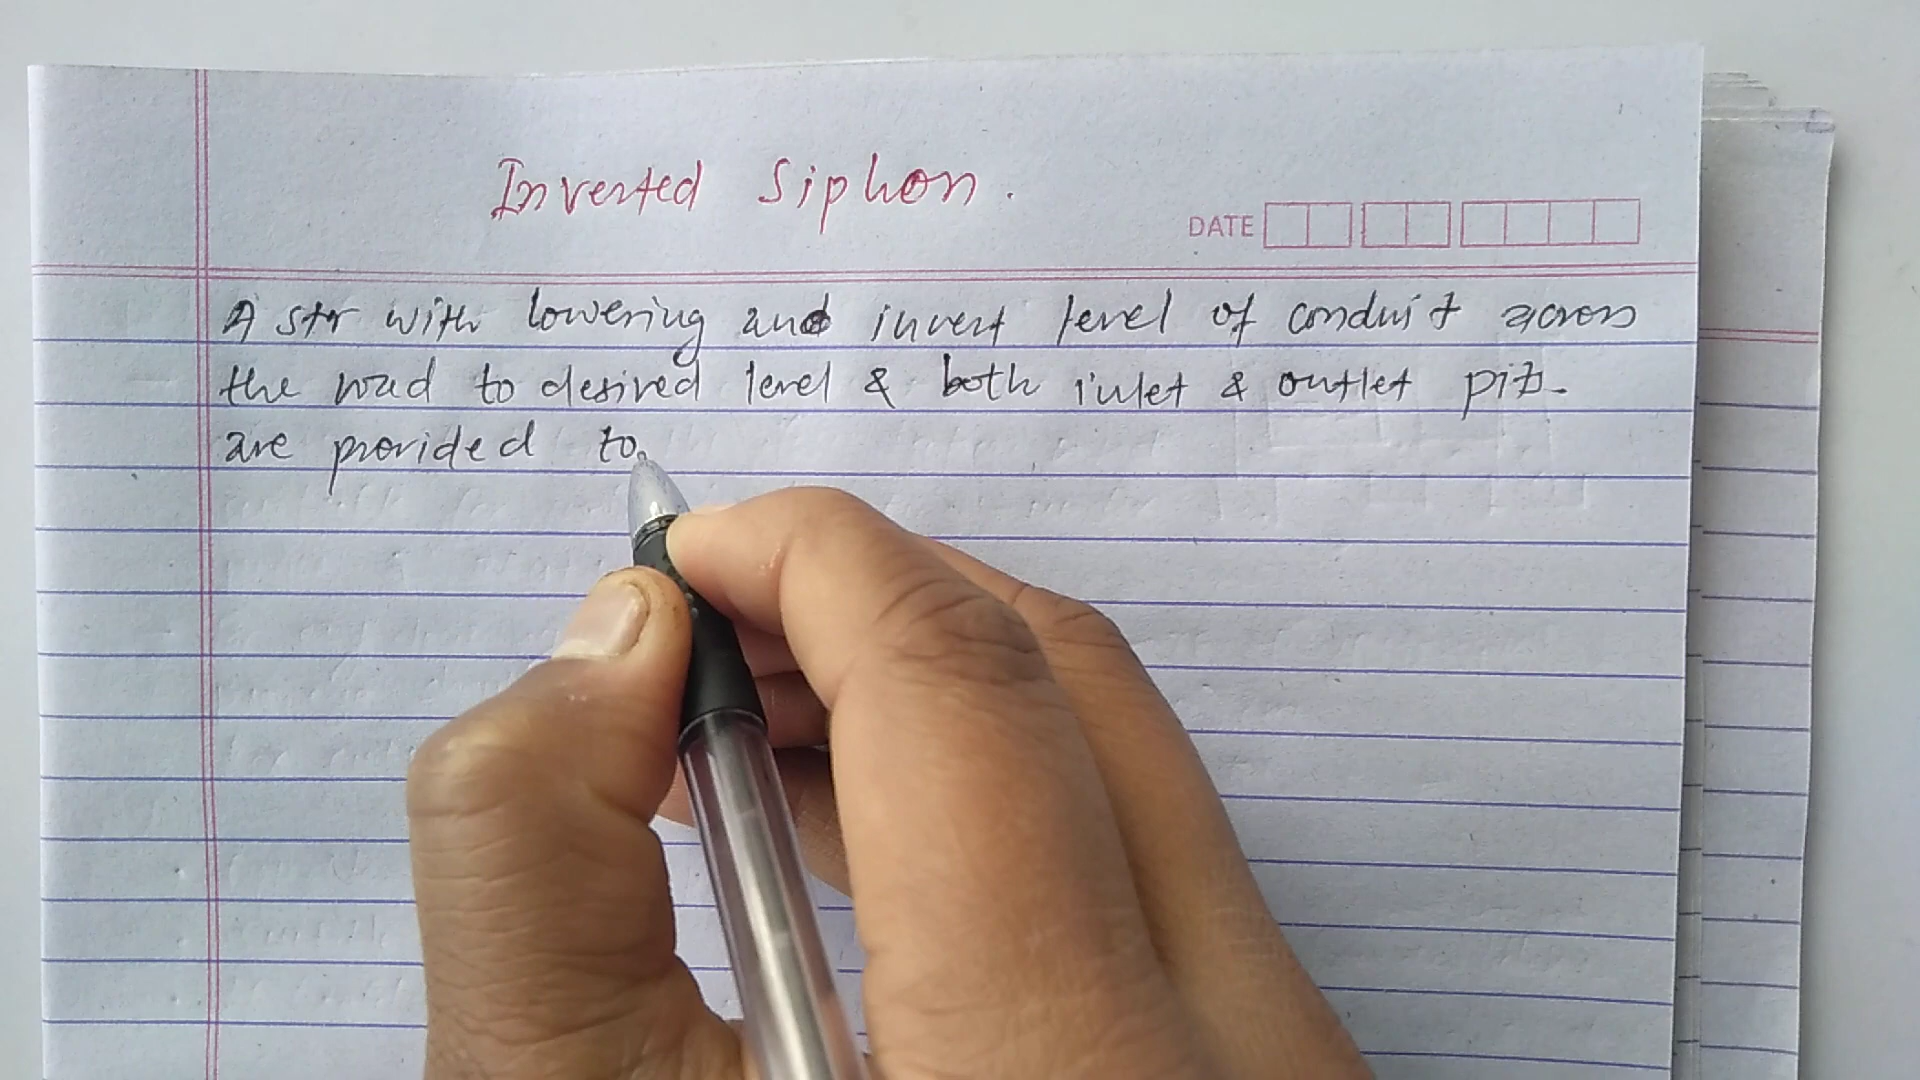 Inverted Siphon.
DATE
A str with lowering and invert level of conduit across
the road to desired level & both inlet & outlet pits
are provided to